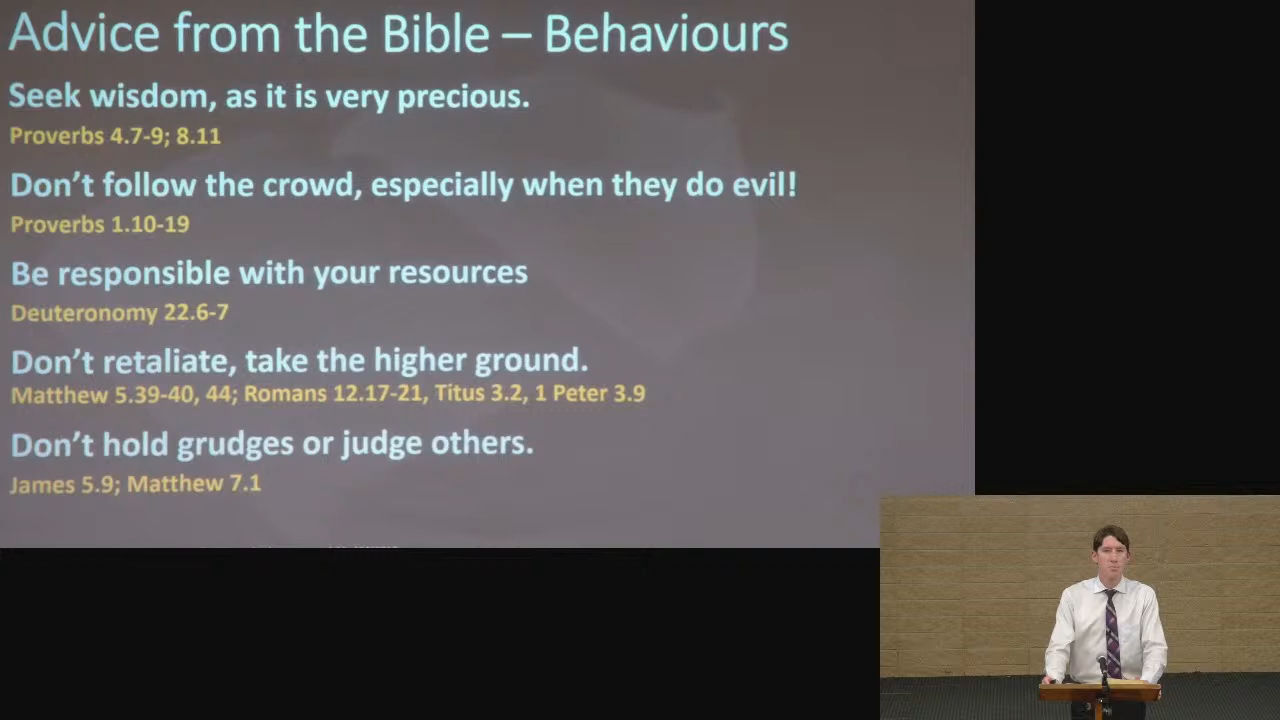 Advice from the Bible – Behaviours
Seek wisdom, as it is very precious.
Proverbs 4.7-9; 8.11
Don’t follow the crowd, especially when they do evil!
Proverbs 1.10-19
Be responsible with your resources
Deuteronomy 22.6-7
Don’t retaliate, take the higher ground.
Matthew 5.39-40, 44; Romans 12.17-21, Titus 3.2, 1 Peter 3.9
Don’t hold grudges or judge others.
James 5.9; Matthew 7.1